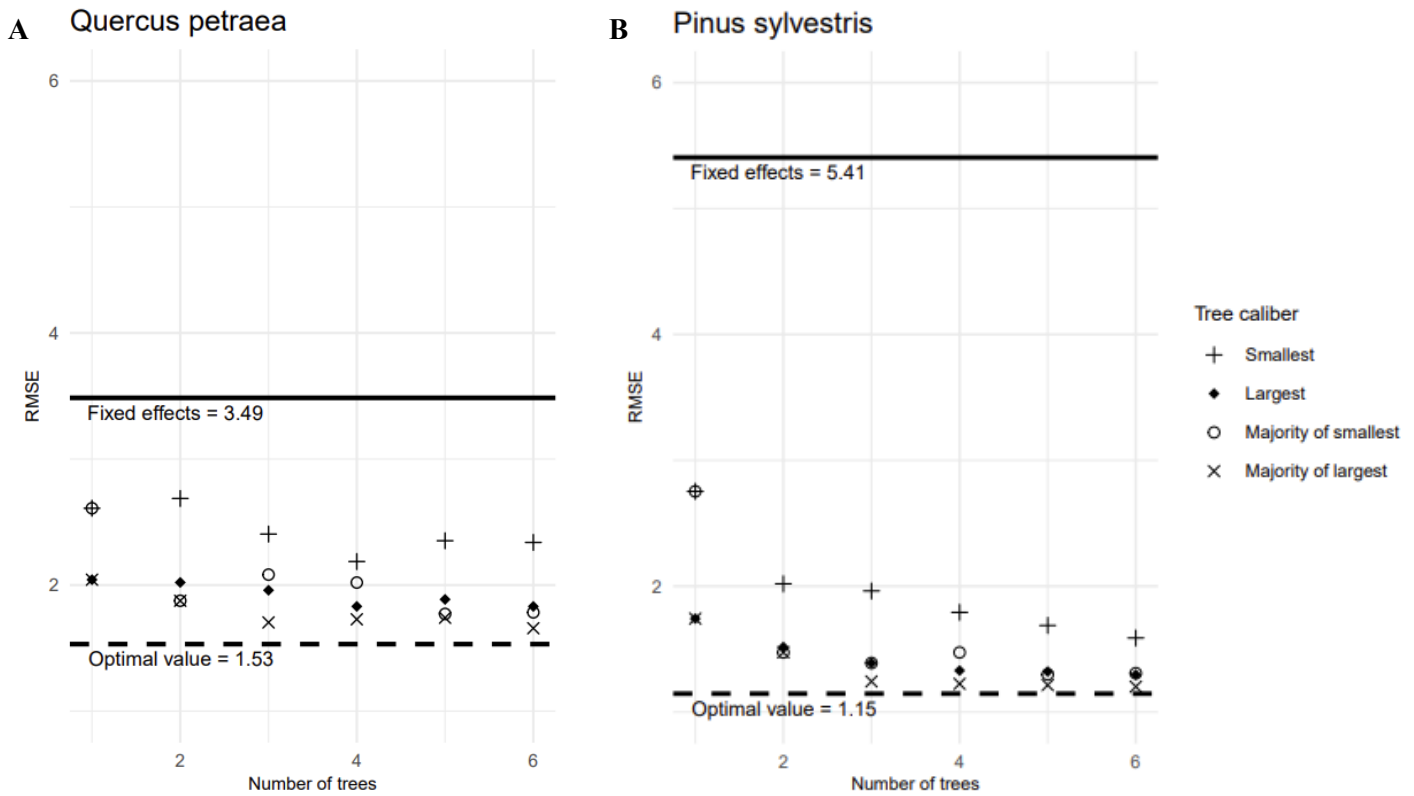 A
Quercus petraea
6
4
2
RMSE
Fixed effects = 3.49
Optimal value = 1.53
2
4
6
Number of trees
B
Pinus sylvestris
6
4
2
RMSE
Fixed effects = 5.41
Optimal value = 1.15
2
4
6
Number of trees
Tree caliber
Smallest
Largest
Majority of smallest
Majority of largest